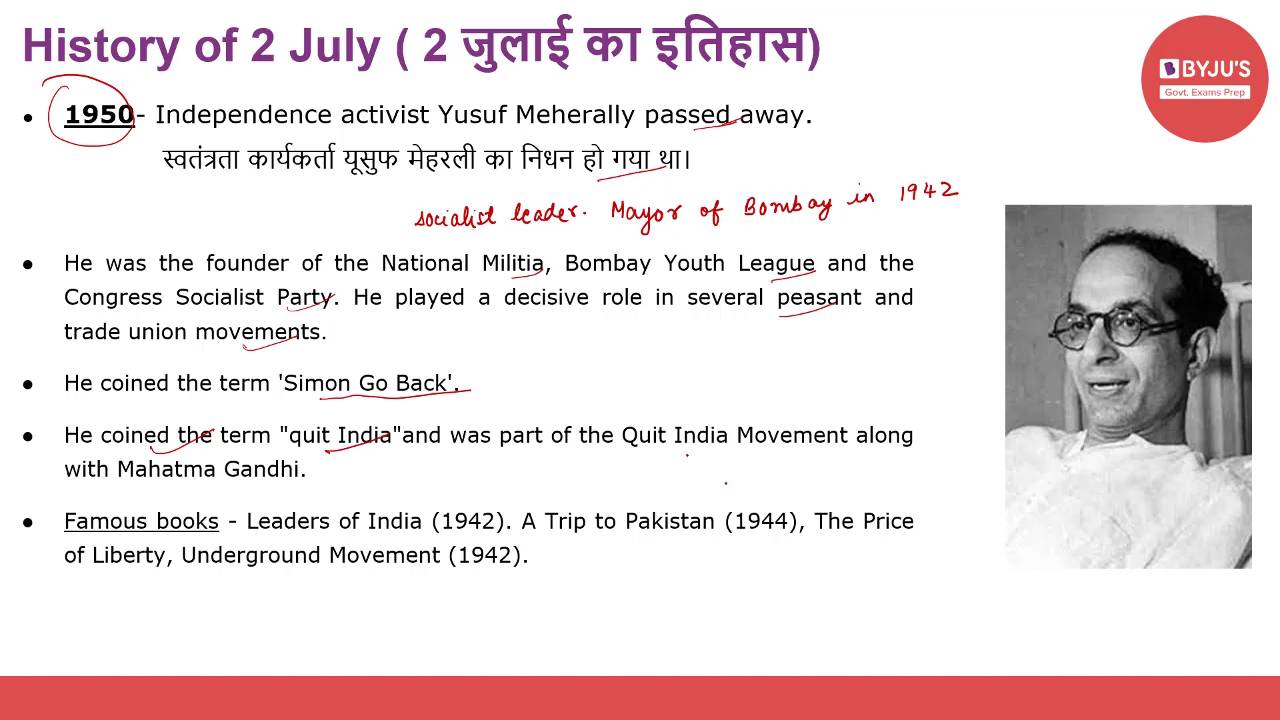 History of 2 July ( 2 जुलाई का इतिहास)
BYJU'S
Govt. Exams Prep
● 1950- Independence activist Yusuf Meherally passed away.
स्वतंत्रता कार्यकर्ता यूसुफ मेहरली का निधन हो गया था।
socialist leader. Mayor of Bombay in 1942
● He was the founder of the National Militia, Bombay Youth League and the
Congress Socialist Party. He played a decisive role in several peasant and
trade union movements.
● He coined the term 'Simon Go Back'.
● He coined the term "quit India"and was part of the Quit India Movement along
with Mahatma Gandhi.
● Famous books - Leaders of India (1942). A Trip to Pakistan (1944), The Price
of Liberty, Underground Movement (1942).